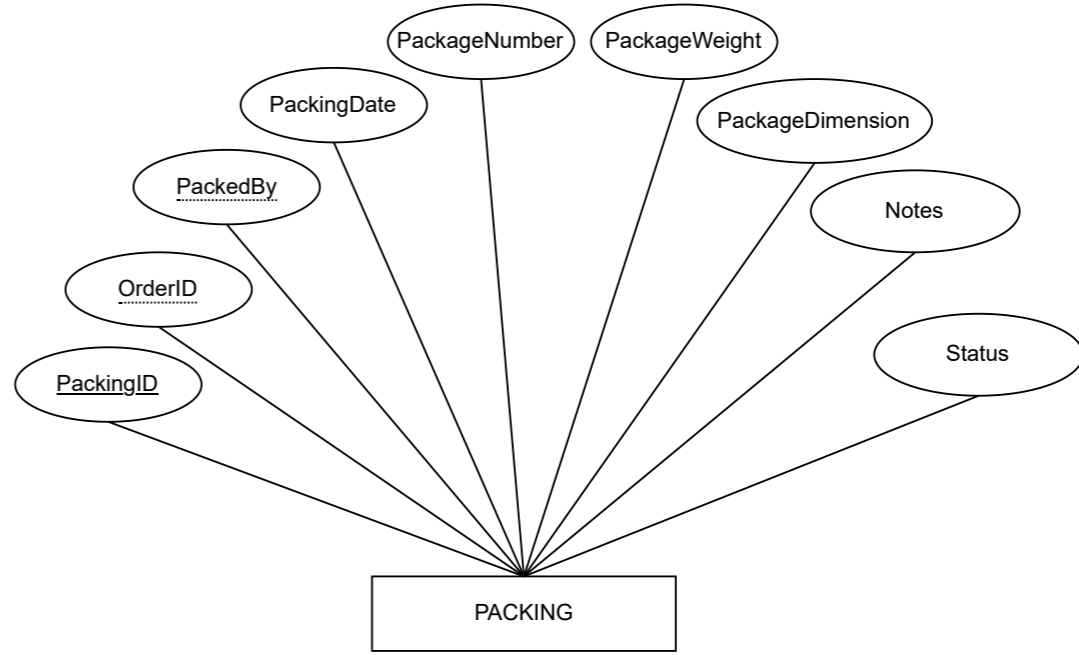 PackageNumber
PackageWeight
PackingDate
PackageDimension
PackedBy
Notes
OrderID
Status
PackingID
PACKING